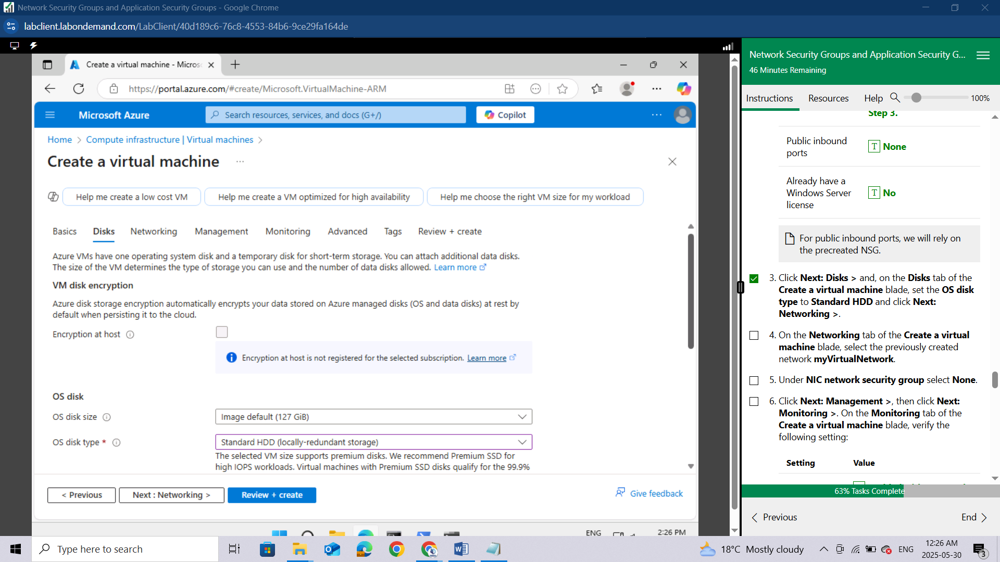 Network Security Groups and Application Security Groups - Google Chrome
labclient.labondemand.com/LabClient/40d189c6-76c8-4553-84b6-9ce29fa164de
Create a virtual machine - Micros
https://portal.azure.com/#create/Microsoft.VirtualMachine-ARM
Microsoft Azure
Search resources, services, and docs (G+/)
Copilot
Home > Compute infrastructure | Virtual machines >
Create a virtual machine ...
Help me create a low cost VM
Help me create a VM optimized for high availability
Help me choose the right VM size for my workload
Basics Disks Networking Management Monitoring Advanced Tags Review + create
Azure VMs have one operating system disk and a temporary disk for short-term storage. You can attach additional data disks.
The size of the VM determines the type of storage you can use and the number of data disks allowed. Learn more
VM disk encryption
Azure disk storage encryption automatically encrypts your data stored on Azure managed disks (OS and data disks) at rest by
default when persisting it to the cloud.
Encryption at host
Encryption at host is not registered for the selected subscription. Learn more
OS disk
OS disk size
Image default (127 GiB)
OS disk type *
Standard HDD (locally-redundant storage)
The selected VM size supports premium disks. We recommend Premium SSD for
high IOPS workloads. Virtual machines with Premium SSD disks qualify for the 99.9%
< Previous
Next : Networking >
Review + create
Give feedback
ENG
2:26 PM
Network Security Groups and Application Security G...
46 Minutes Remaining
Instructions Resources Help 100%
Step 3.
Public inbound
ports
T None
Already have a
Windows Server
license
T No
For public inbound ports, we will rely on
the precreated NSG.
3. Click Next: Disks > and, on the Disks tab of the
Create a virtual machine blade, set the OS disk
type to Standard HDD and click Next:
Networking >.
4. On the Networking tab of the Create a virtual
machine blade, select the previously created
network myVirtualNetwork.
5. Under NIC network security group select None.
6. Click Next: Management >, then click Next:
Monitoring >. On the Monitoring tab of the
Create a virtual machine blade, verify the
following setting:
Setting Value
63% Tasks Complete
< Previous
End >
Type here to search
18°C Mostly cloudy
ENG
12:26 AM
2025-05-30
3